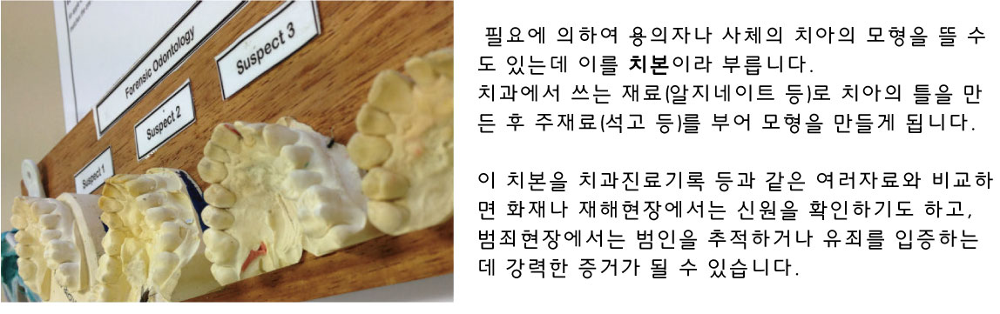 Forensic Odontology
Suspect 3
Suspect 2
Suspect 1
필요에 의하여 용의자나 사체의 치아의 모형을 뜰 수
도 있는데 이를 치본이라 부릅니다.
치과에서 쓰는 재료(알지네이트 등)로 치아의 틀을 만
든 후 주재료(석고 등)를 부어 모형을 만들게 됩니다.
이 치본을 치과진료기록 등과 같은 여러자료와 비교하
면 화재나 재해현장에서는 신원을 확인하기도 하고,
범죄현장에서는 범인을 추적하거나 유죄를 입증하는
데 강력한 증거가 될 수 있습니다.